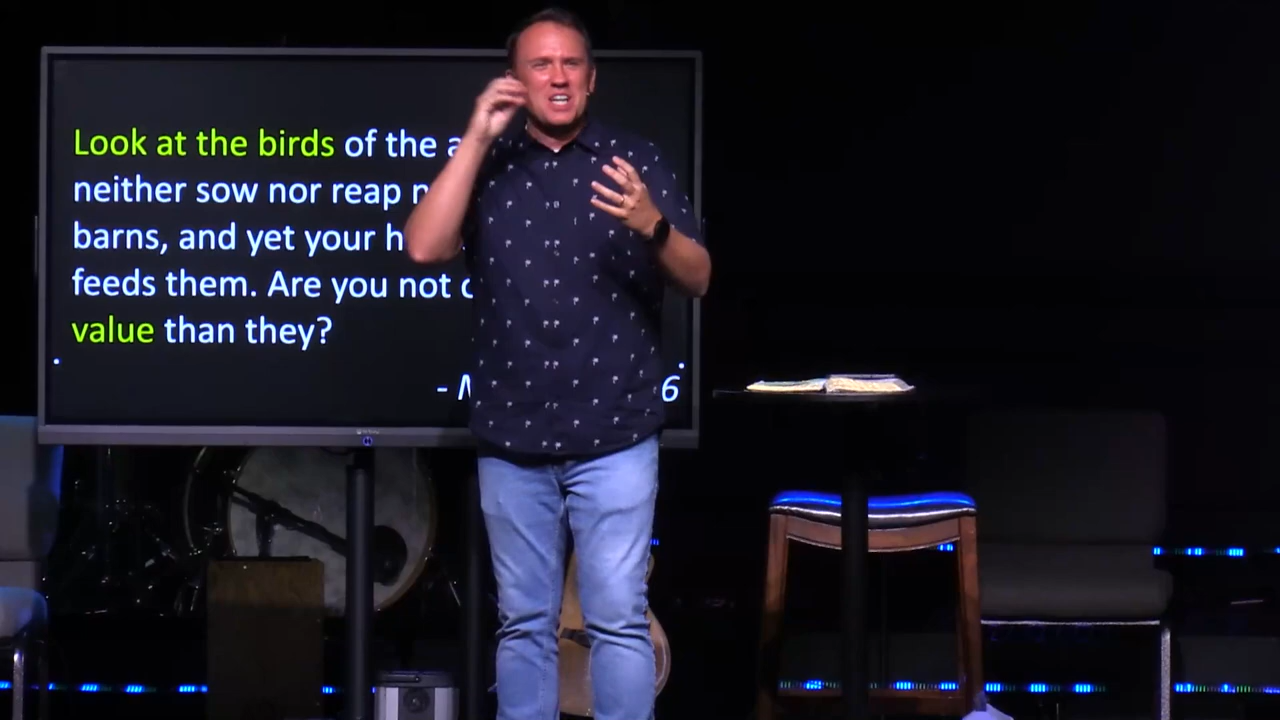 Look at the birds of the a
neither sow nor reap n
barns, and yet your h
feeds them. Are you not
value than they?
- M 6